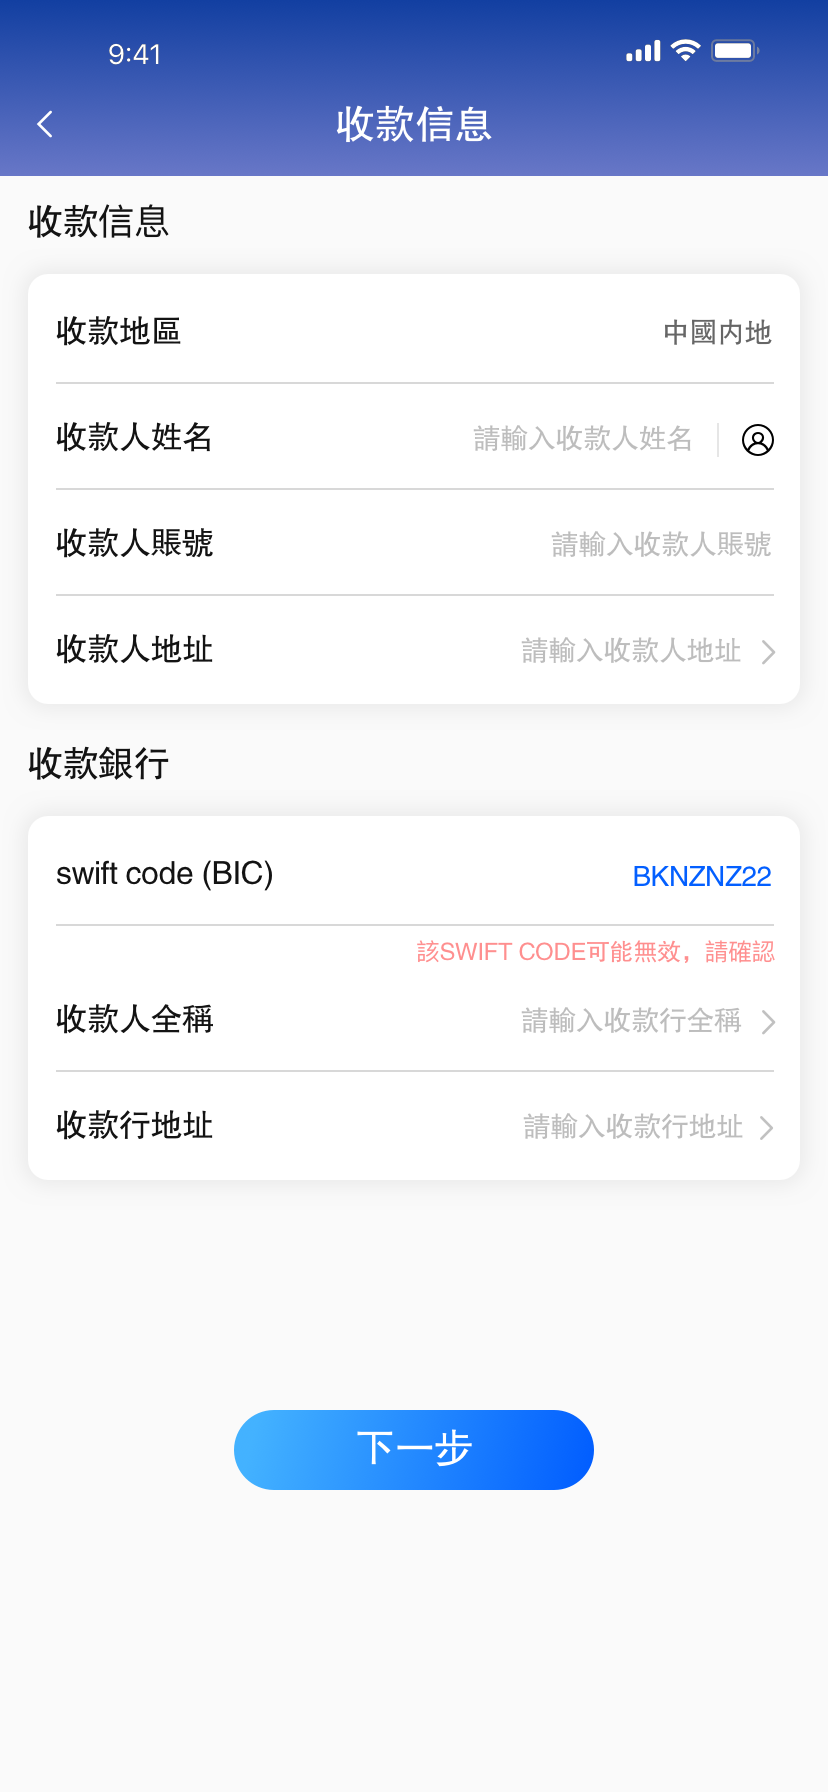 9:41
收款信息
收款信息
收款地區 中國内地
收款人姓名 請輸入收款人姓名
收款人賬號 請輸入收款人賬號
收款人地址 請輸入收款人地址
收款銀行
swift code (BIC) BKNZNZ22
該SWIFT CODE可能無效，請確認
收款人全稱 請輸入收款行全稱
收款行地址 請輸入收款行地址
下一步